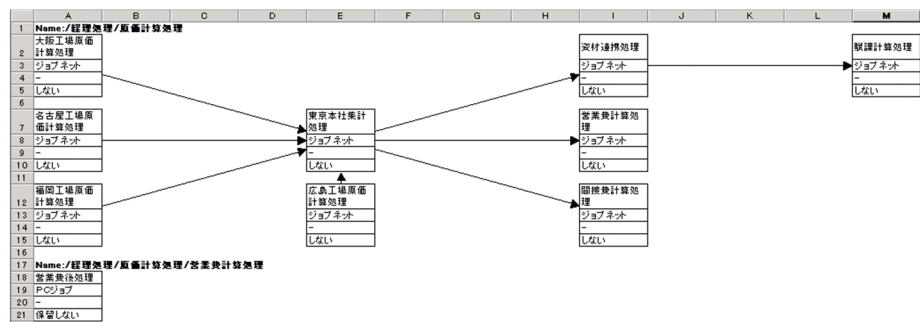 A B C D E F G H I J K L M
1 Name:/経理処理/原価計算処理
2 大阪工場原価計算処理 資材連携処理 賦課計算処理
3 ジョブネット ジョブネット ジョブネット
4 - - -
5 しない しない しない
6
7 名古屋工場原価計算処理 東京本社集計処理 営業費計算処理
8 ジョブネット ジョブネット ジョブネット
9 - - -
10 しない しない しない
11
12 福岡工場原価計算処理 広島工場原価計算処理 間接費計算処理
13 ジョブネット ジョブネット ジョブネット
14 - - -
15 しない しない しない
16
17 Name:/経理処理/原価計算処理/営業費計算処理
18 営業費後処理
19 PCジョブ
20 -
21 保留しない